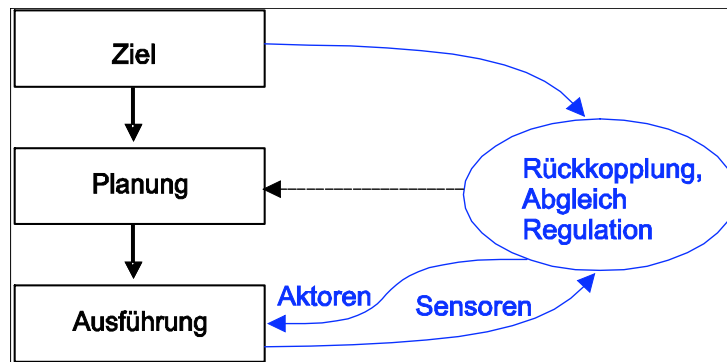 Ziel
Planung
Rückkopplung,
Abgleich
Regulation
Aktoren
Sensoren
Ausführung